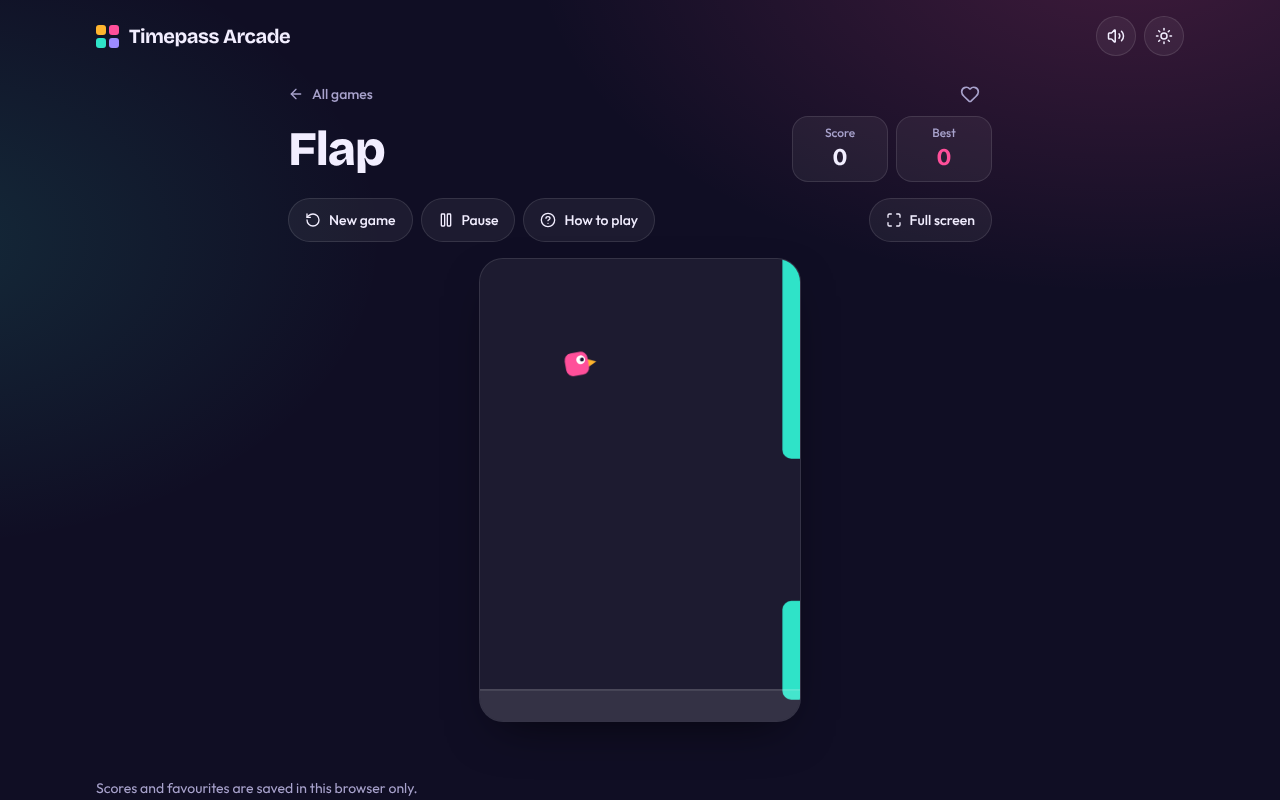 Timepass Arcade
All games
Flap
Score
0
Best
0
New game
Pause
How to play
Full screen
Scores and favourites are saved in this browser only.